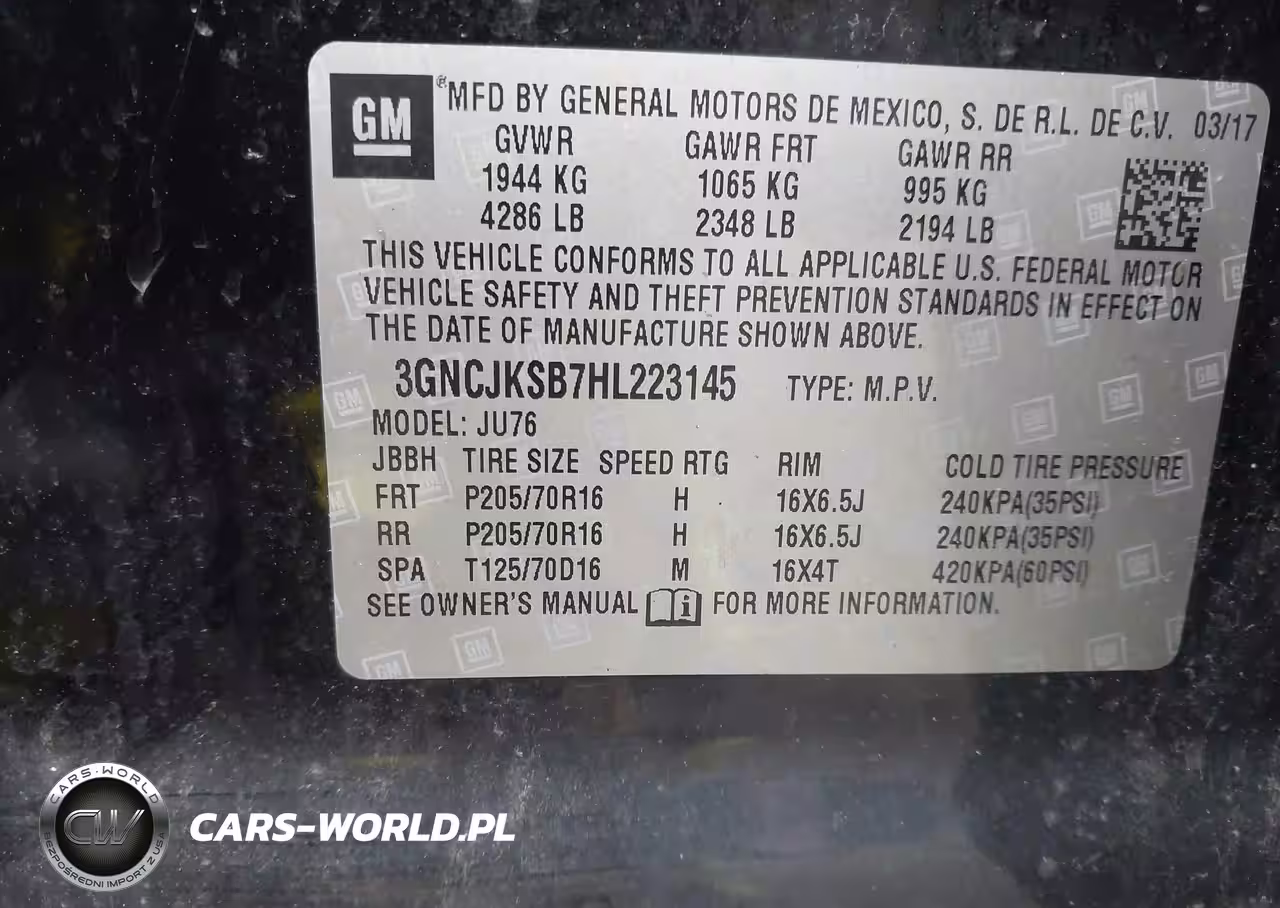 GM
® MFD BY GENERAL MOTORS DE MEXICO, S. DE R.L. DE C.V. 03/17
GVWR GAWR FRT GAWR RR
1944 KG 1065 KG 995 KG
4286 LB 2348 LB 2194 LB
THIS VEHICLE CONFORMS TO ALL APPLICABLE U.S. FEDERAL MOTOR
VEHICLE SAFETY AND THEFT PREVENTION STANDARDS IN EFFECT ON
THE DATE OF MANUFACTURE SHOWN ABOVE.
3GNCJKSB7HL223145 TYPE: M.P.V.
MODEL: JU76
JBBH TIRE SIZE SPEED RTG RIM COLD TIRE PRESSURE
FRT P205/70R16 H 16X6.5J 240KPA(35PSI)
RR P205/70R16 H 16X6.5J 240KPA(35PSI)
SPA T125/70D16 M 16X4T 420KPA(60PSI)
SEE OWNER'S MANUAL i FOR MORE INFORMATION.
CARS-WORLD
CW
BEZPOŚREDNI IMPORT Z USA
CARS-WORLD.PL